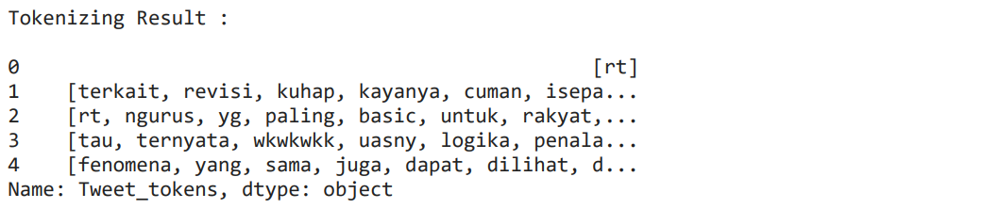 Tokenizing Result :
0 [rt]
1 [terkait, revisi, kuhap, kayanya, cuman, isepa...
2 [rt, ngurus, yg, paling, basic, untuk, rakyat,...
3 [tau, ternyata, wkwkwkk, uasny, logika, penala...
4 [fenomena, yang, sama, juga, dapat, dilihat, d...
Name: Tweet_tokens, dtype: object